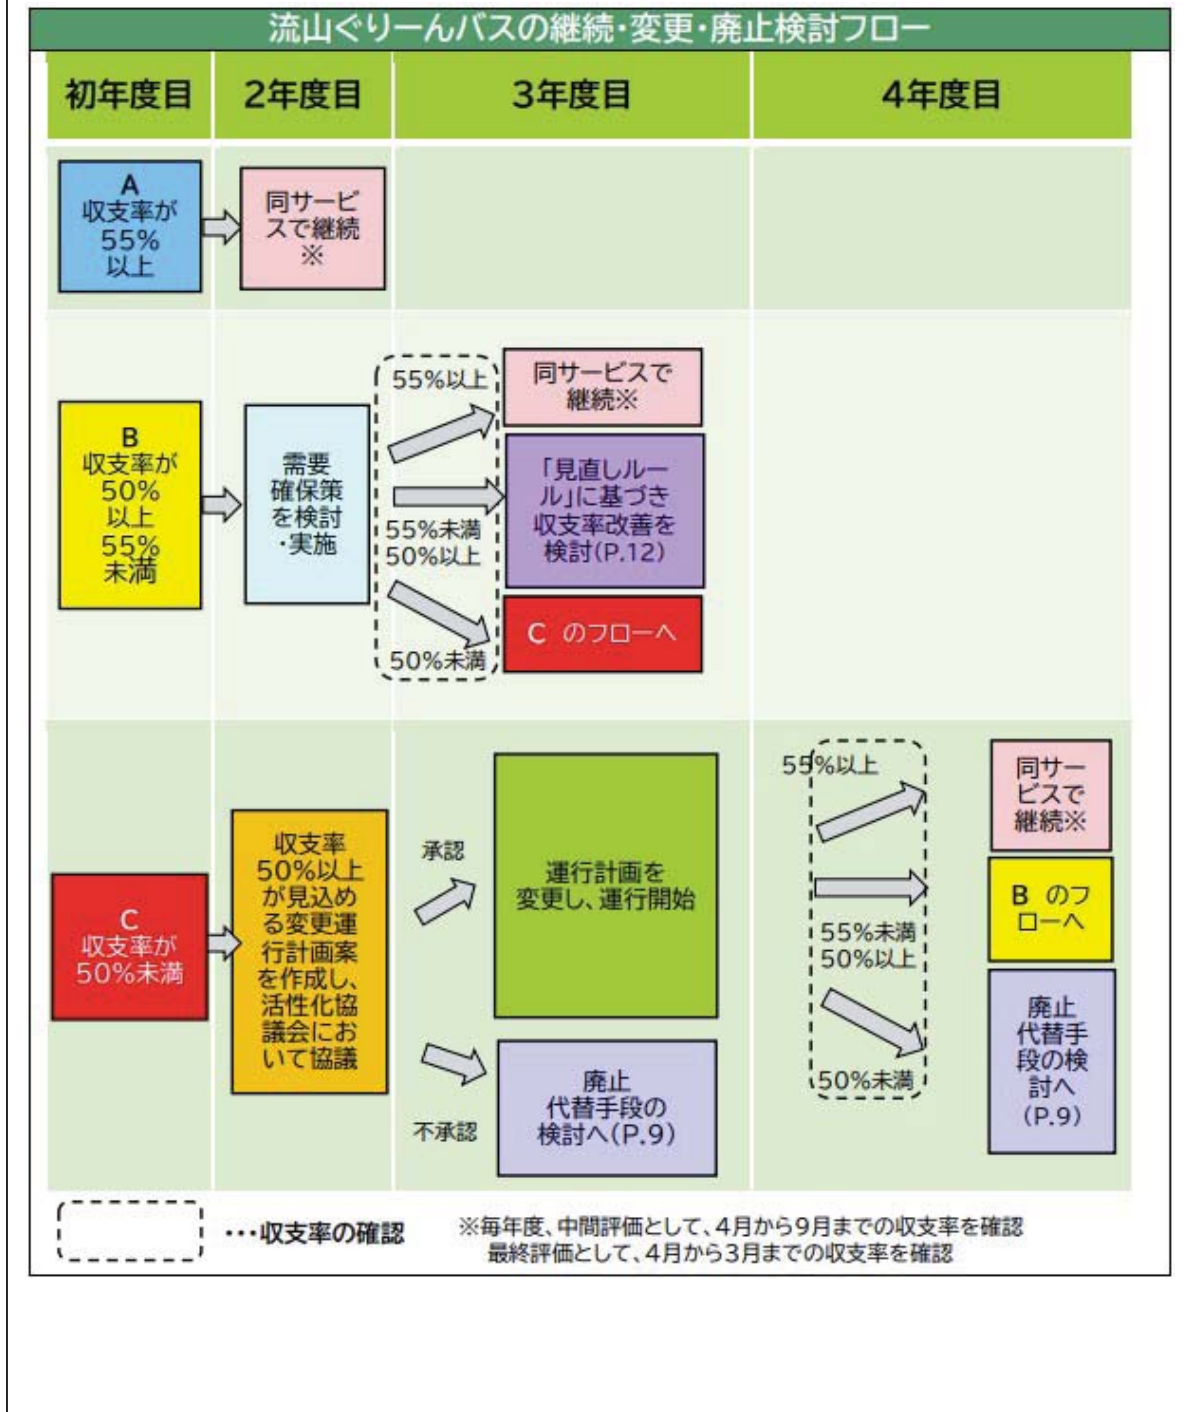 流山ぐりーんバスの継続・変更・廃止検討フロー
初年度目
2年度目
3年度目
4年度目
A
収支率が
55%
以上
同サービ
スで継続
※
B
収支率が
50%
以上
55%
未満
需要
確保策
を検討
・実施
55%以上
55%未満
50%以上
50%未満
同サービスで
継続※
「見直しルー
ル」に基づき
収支率改善を
検討(P.12)
C のフローへ
C
収支率が
50%未満
収支率
50%以上
が見込め
る変更運
行計画案
を作成し、
活性化協
議会にお
いて協議
承認
不承認
運行計画を
変更し、運行開始
廃止
代替手段の
検討へ(P.9)
55%以上
55%未満
50%以上
50%未満
同サー
ビスで
継続※
B のフ
ローへ
廃止
代替手
段の検
討へ
(P.9)
…収支率の確認
※毎年度、中間評価として、4月から9月までの収支率を確認
最終評価として、4月から3月までの収支率を確認